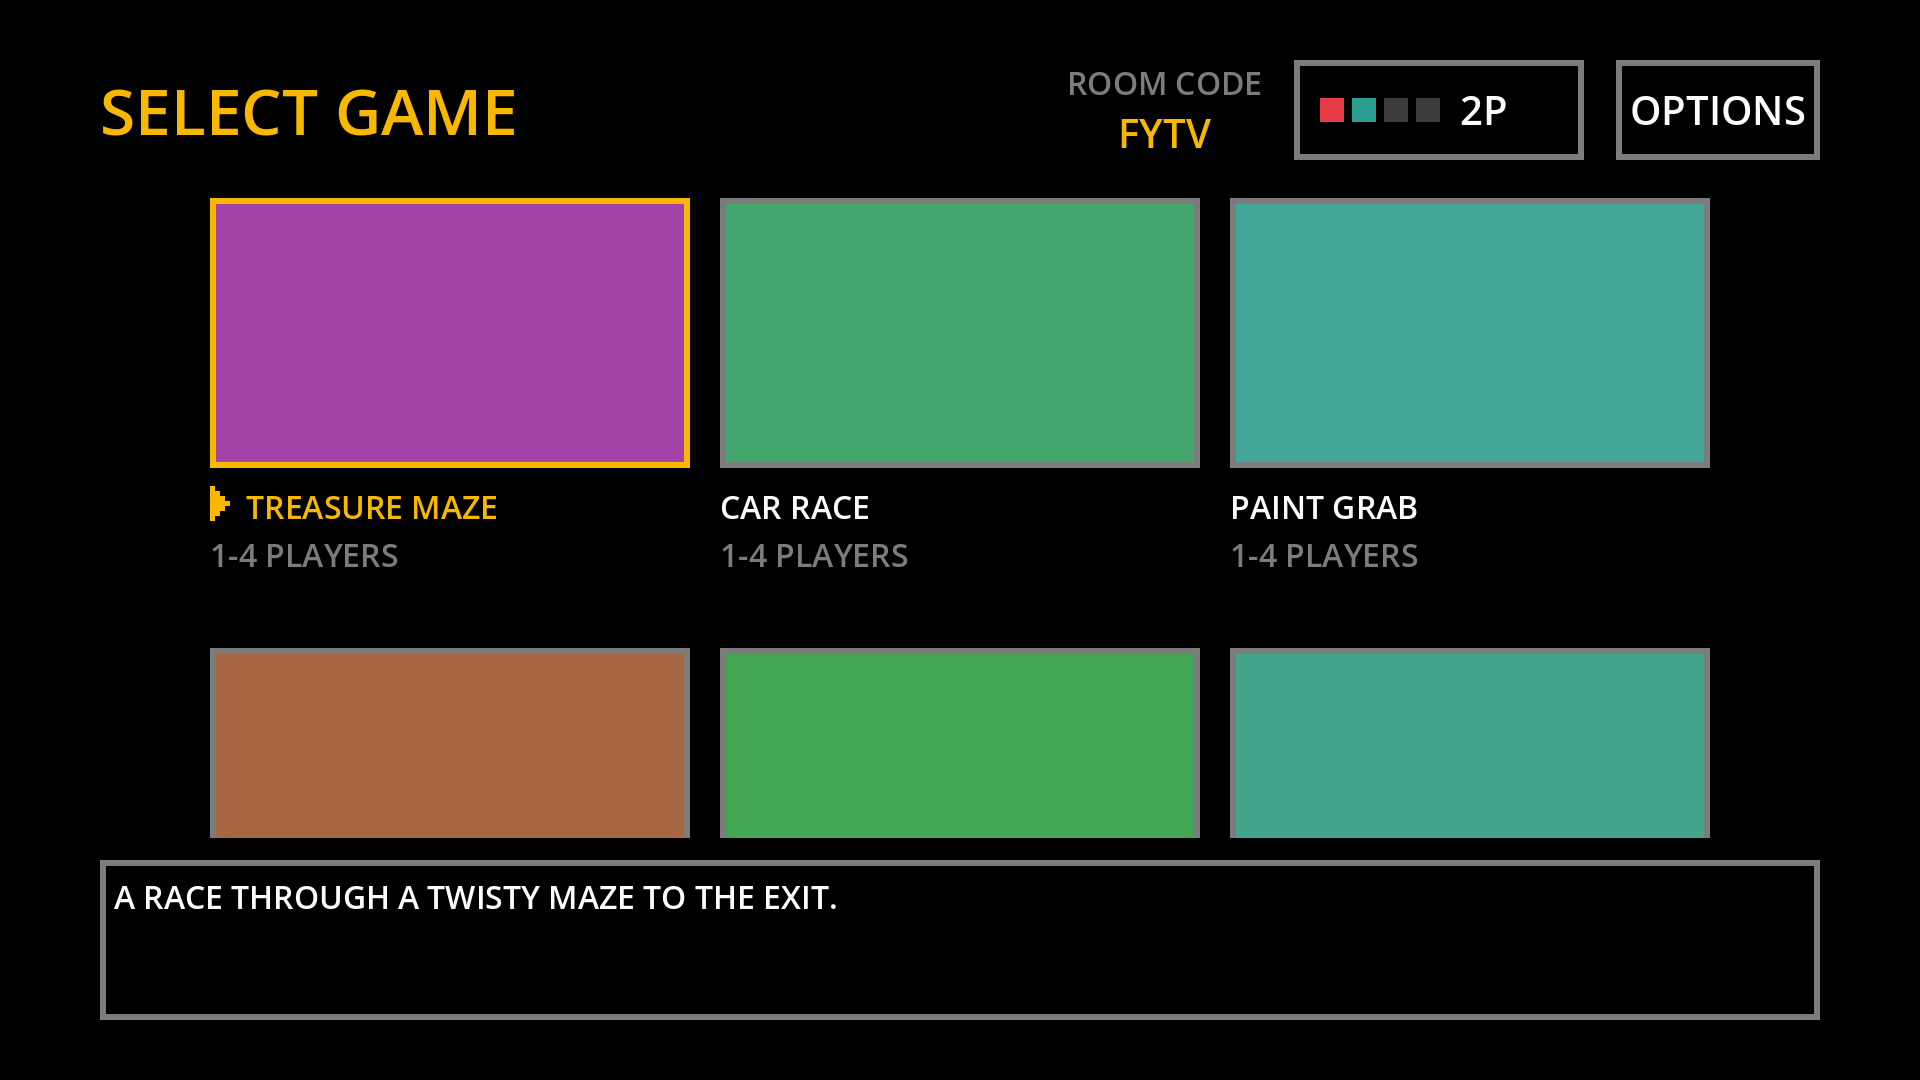 SELECT GAME
ROOM CODE
FYTV
2P
OPTIONS
TREASURE MAZE
1-4 PLAYERS
CAR RACE
1-4 PLAYERS
PAINT GRAB
1-4 PLAYERS
A RACE THROUGH A TWISTY MAZE TO THE EXIT.